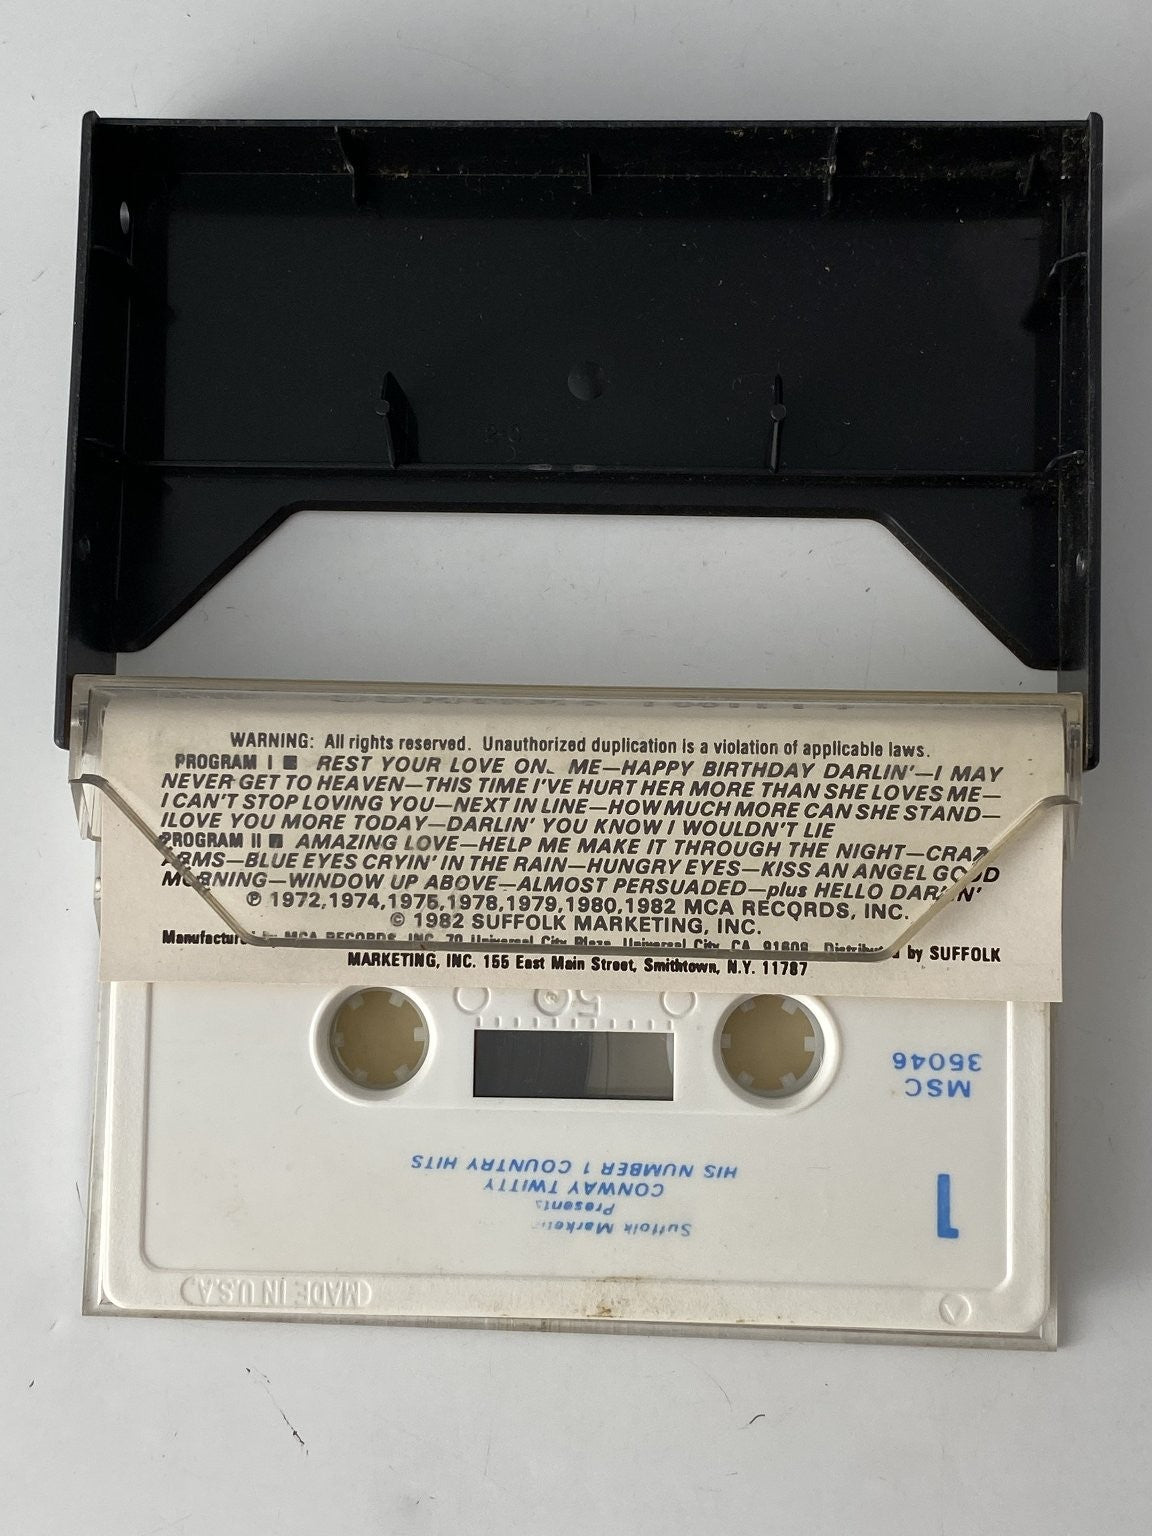 WARNING: All rights reserved. Unauthorized duplication is a violation of applicable laws.
PROGRAM I ■ REST YOUR LOVE ON ME—HAPPY BIRTHDAY DARLIN'—I MAY
NEVER GET TO HEAVEN—THIS TIME I'VE HURT HER MORE THAN SHE LOVES ME—
I CAN'T STOP LOVING YOU—NEXT IN LINE—HOW MUCH MORE CAN SHE STAND—
ILOVE YOU MORE TODAY—DARLIN' YOU KNOW I WOULDN'T LIE
PROGRAM II ■ AMAZING LOVE—HELP ME MAKE IT THROUGH THE NIGHT—CRAZY
ARMS—BLUE EYES CRYIN' IN THE RAIN—HUNGRY EYES—KISS AN ANGEL GOOD
MORNING—WINDOW UP ABOVE—ALMOST PERSUADED—plus HELLO DARLIN'
℗ 1972,1974,1975,1978,1979,1980,1982 MCA RECORDS, INC.
© 1982 SUFFOLK MARKETING, INC.
Manufactured by MCA RECORDS, INC. 70 Universal City Plaza, Universal City, CA. 91608 Distributed by SUFFOLK
MARKETING, INC. 155 East Main Street, Smithtown, N.Y. 11787
50
MSC
35046
1
Suffolk Marketing
Presents
CONWAY TWITTY
HIS NUMBER 1 COUNTRY HITS
MADE IN U.S.A.